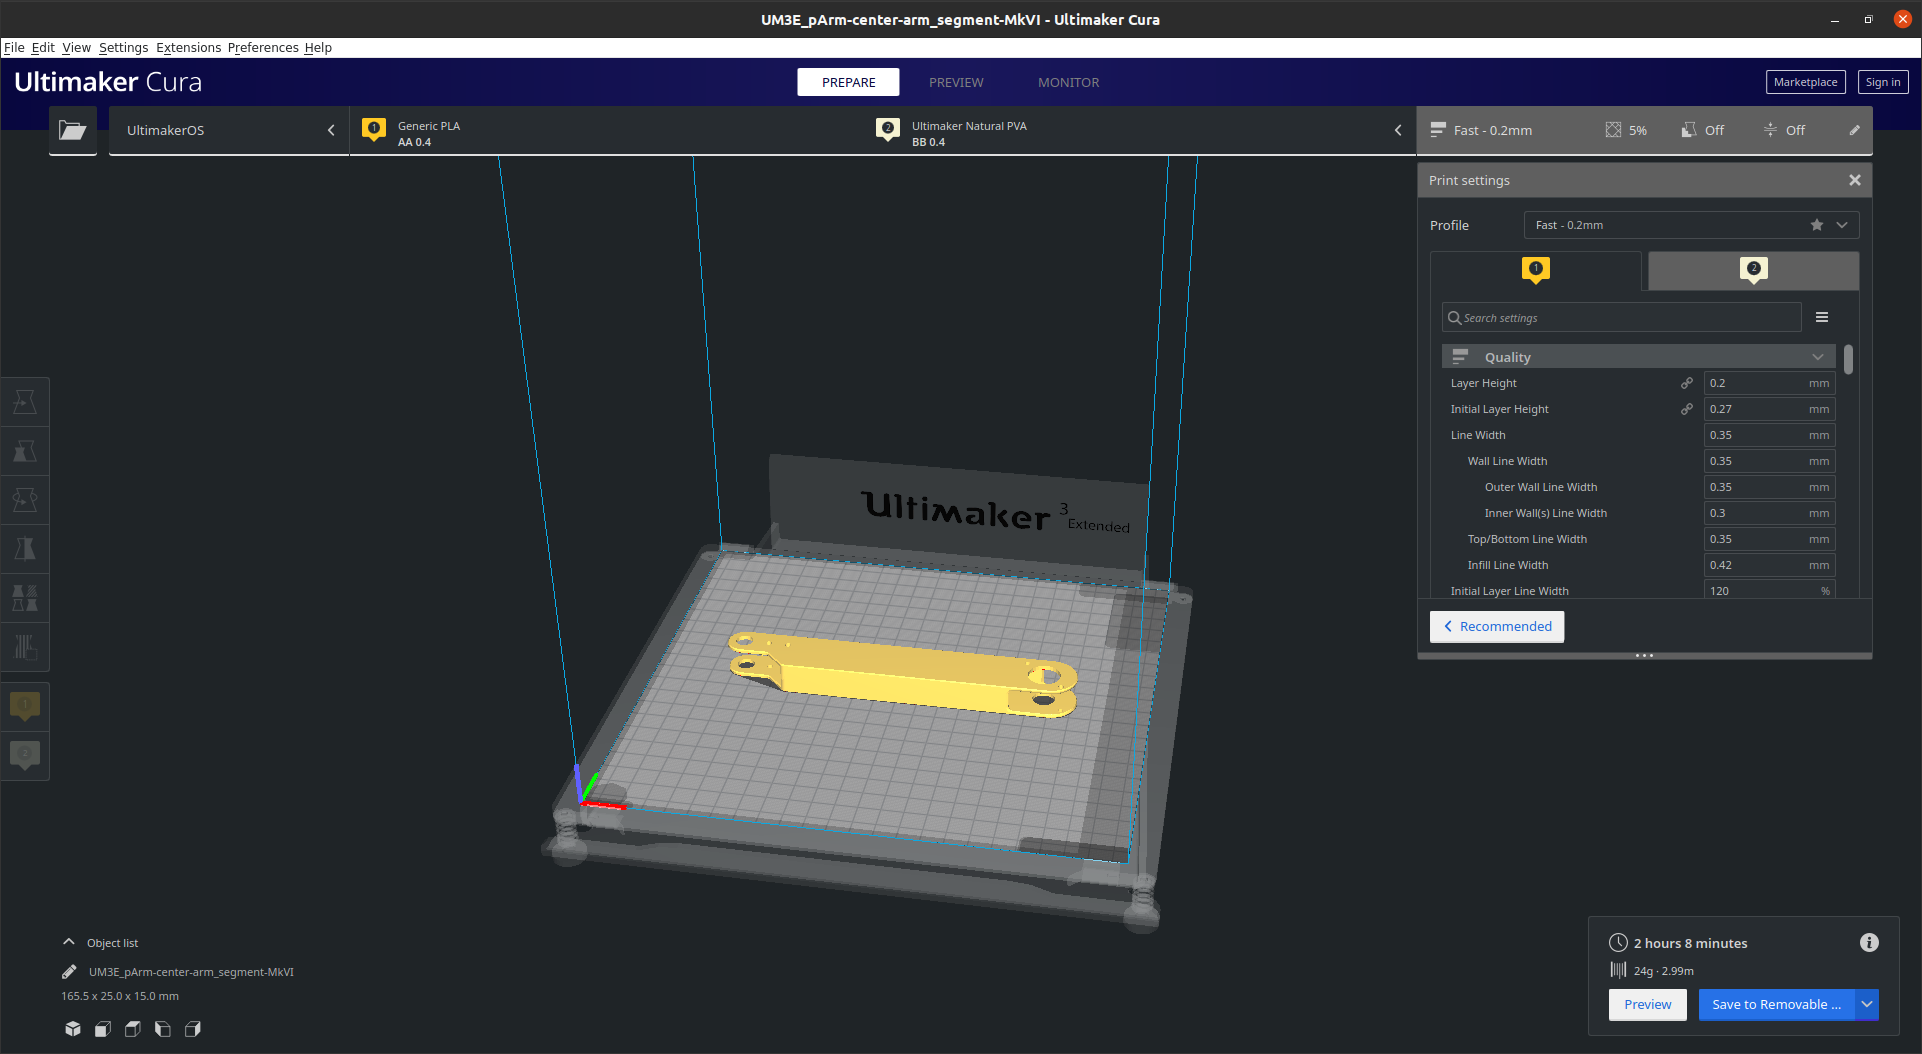 UM3E_pArm-center-arm_segment-MkVI - Ultimaker Cura
File Edit View Settings Extensions Preferences Help
Ultimaker Cura
PREPARE PREVIEW MONITOR
Marketplace Sign in
UltimakerOS
1 Generic PLA
AA 0.4
2 Ultimaker Natural PVA
BB 0.4
Fast - 0.2mm 5% Off Off
Print settings
Profile Fast - 0.2mm
1 2
Search settings
Quality
Layer Height 0.2 mm
Initial Layer Height 0.27 mm
Line Width 0.35 mm
Wall Line Width 0.35 mm
Outer Wall Line Width 0.35 mm
Inner Wall(s) Line Width 0.3 mm
Top/Bottom Line Width 0.35 mm
Infill Line Width 0.42 mm
Initial Layer Line Width 120 %
Recommended
Ultimaker 3 Extended
1
2
Object list
UM3E_pArm-center-arm_segment-MkVI
165.5 x 25.0 x 15.0 mm
2 hours 8 minutes
24g · 2.99m
Preview Save to Removable ...